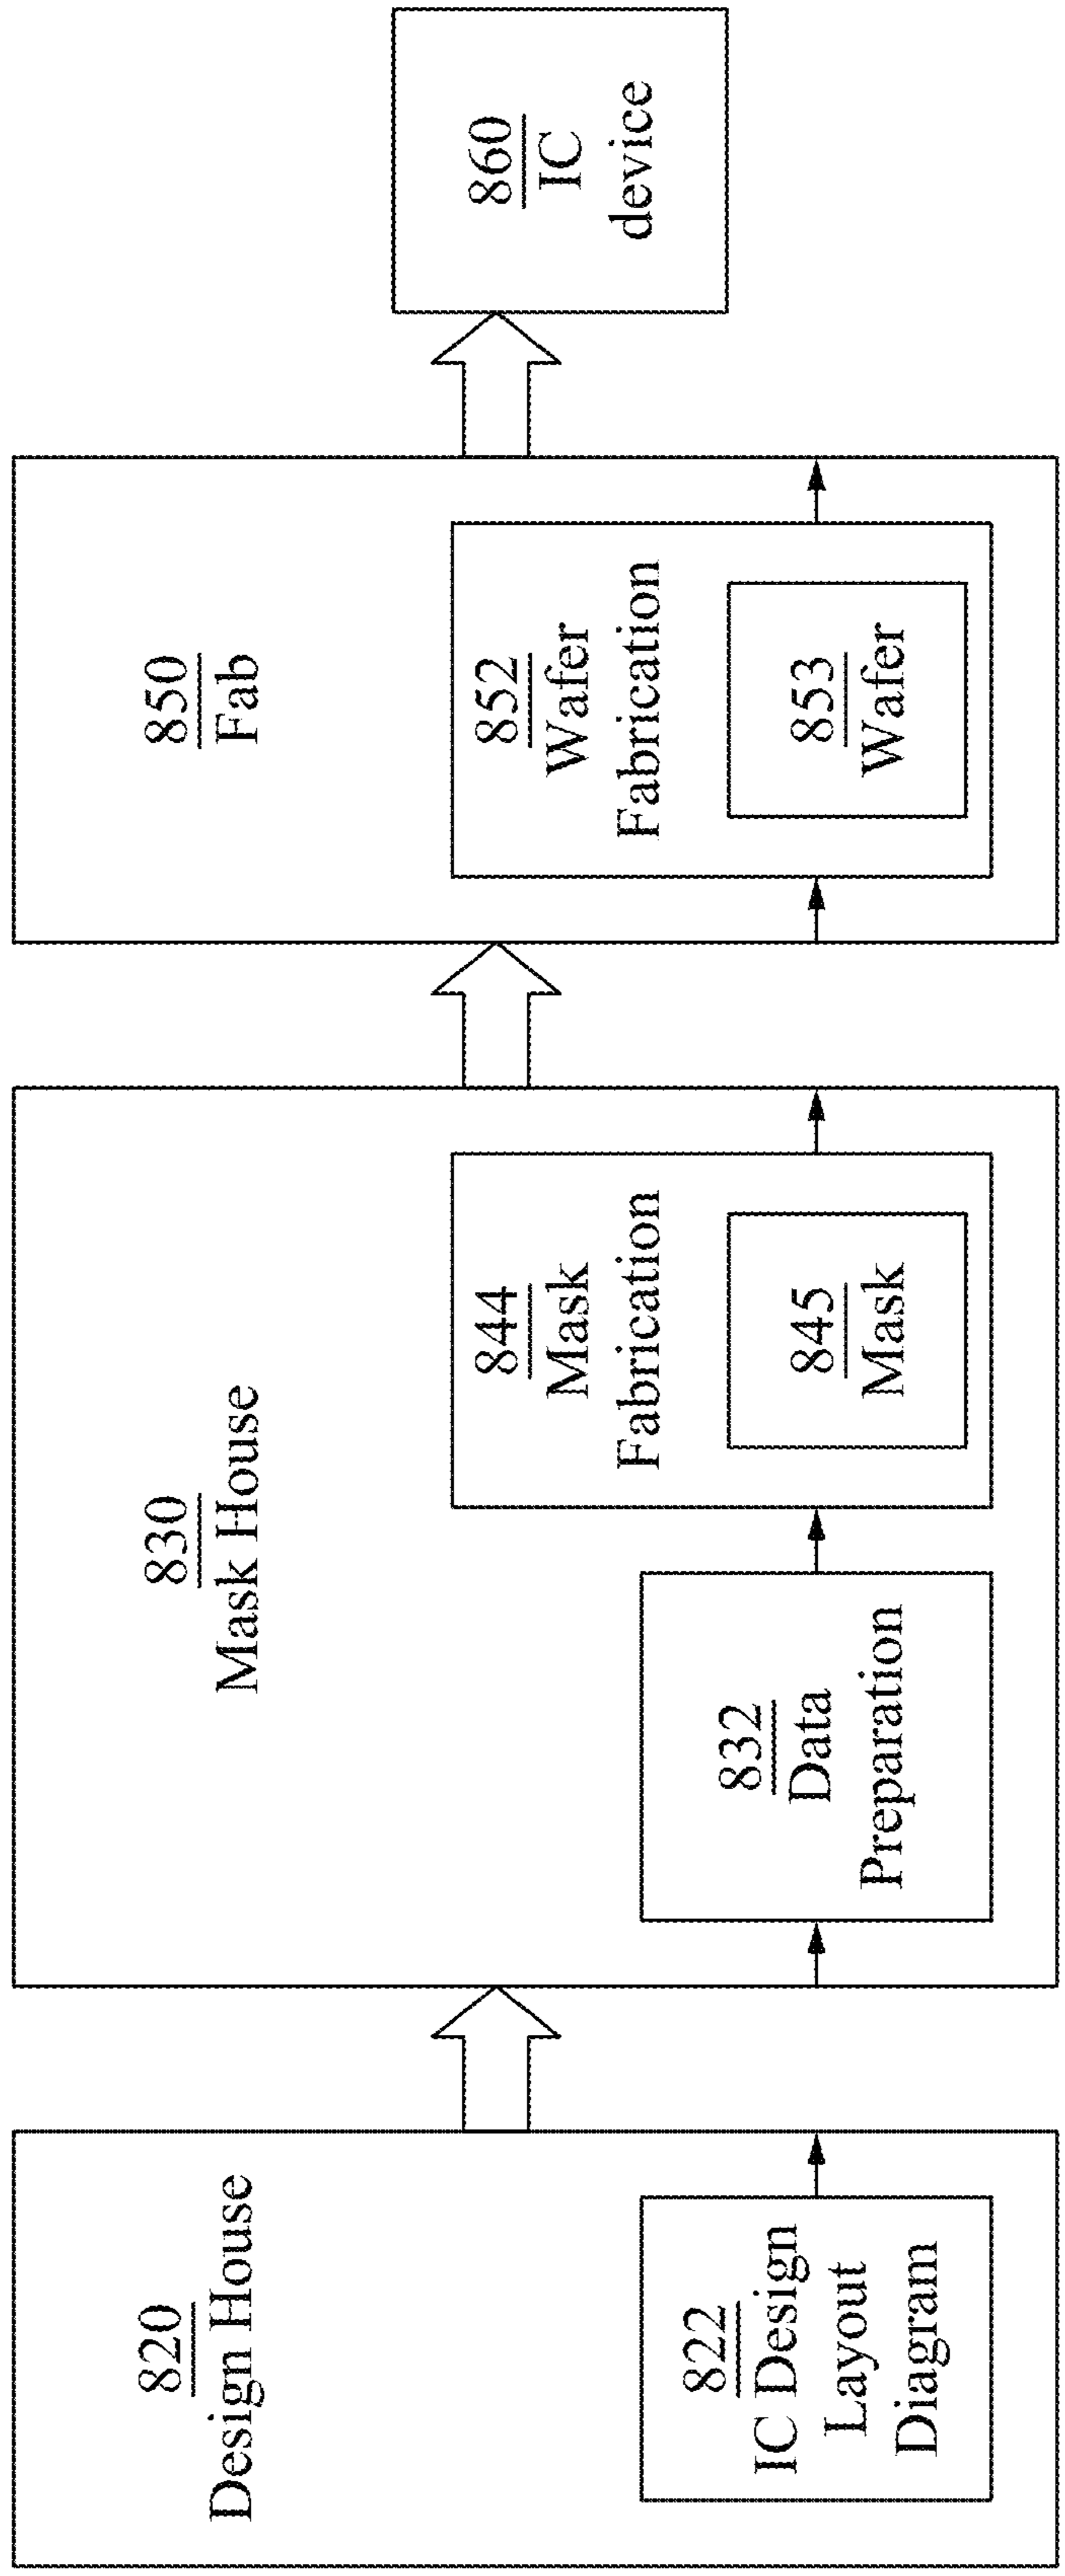 820
Design House
822
IC Design
Layout
Diagram
830
Mask House
832
Data
Preparation
844
Mask
Fabrication
845
Mask
850
Fab
852
Wafer
Fabrication
853
Wafer
860
IC
device